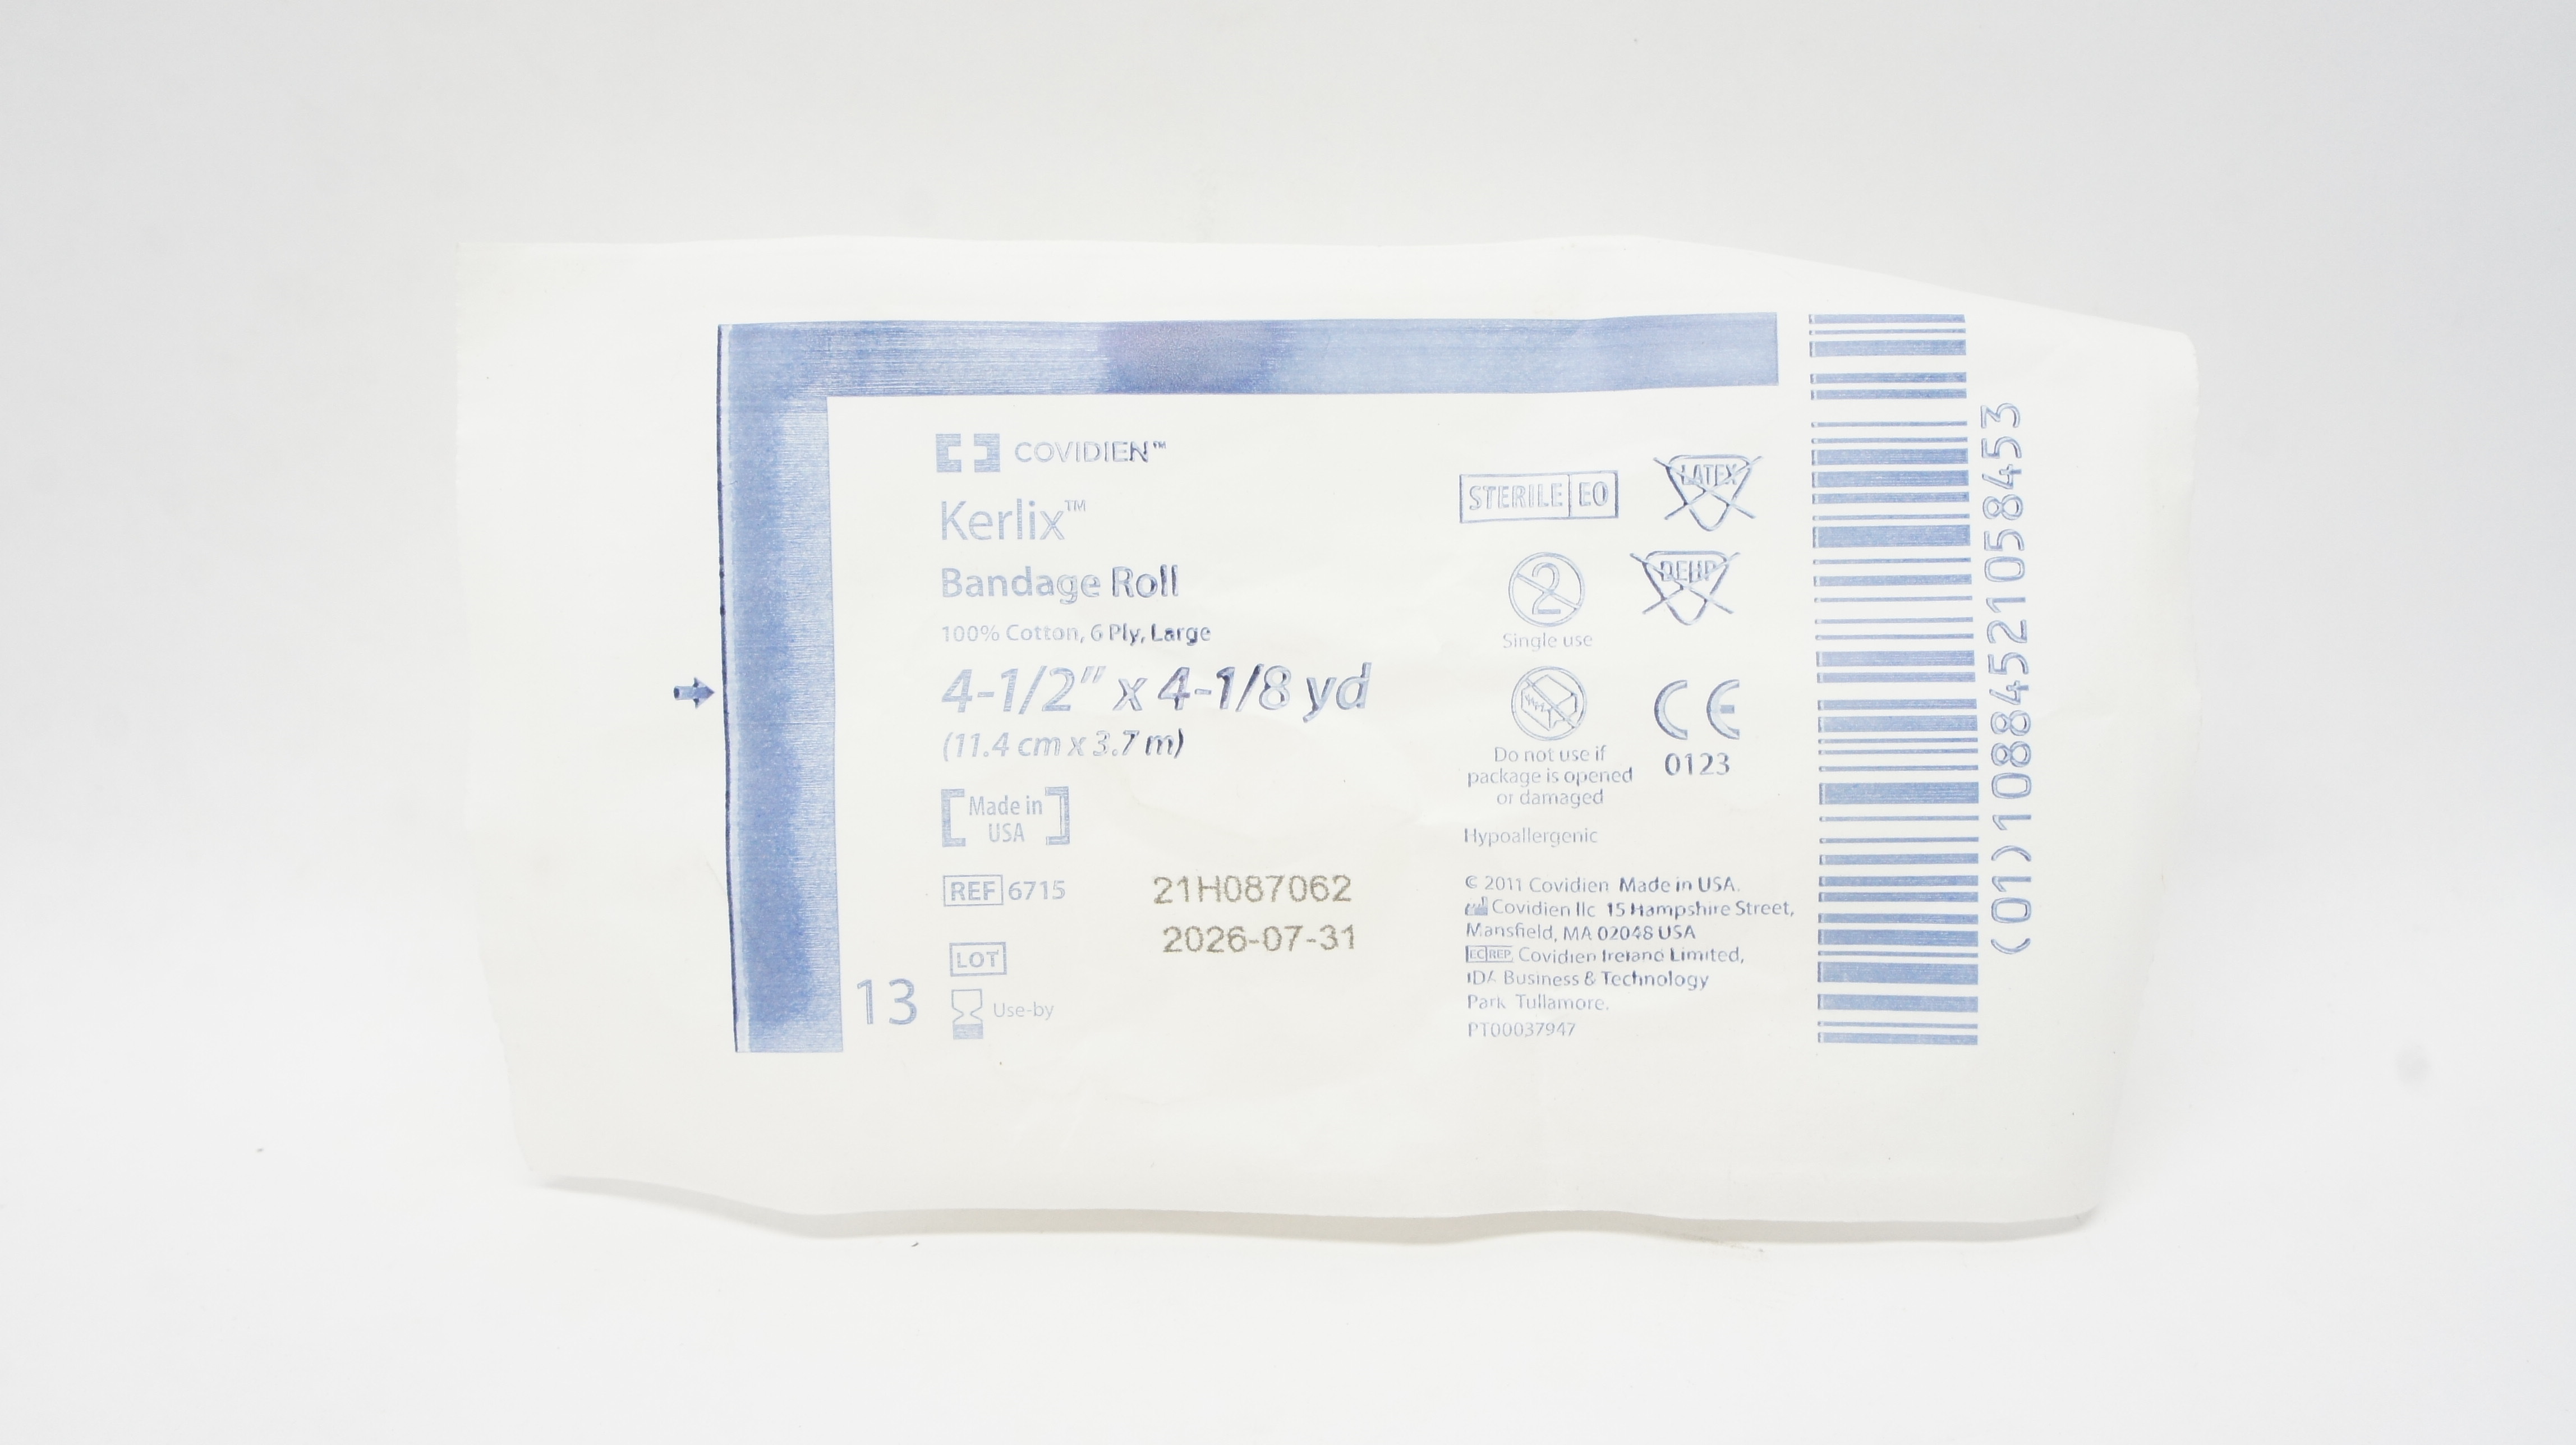 COVIDIEN™
Kerlix™
Bandage Roll
100% Cotton, 6 Ply, Large
4-1/2" x 4-1/8 yd
(11.4 cm x 3.7 m)
Made in
USA
REF 6715
21H087062
2026-07-31
LOT
13
Use-by
STERILE EO
LATEX
2
DEHP
Single use
Do not use if
package is opened
or damaged
CE
0123
Hypoallergenic
© 2011 Covidien Made in USA.
Covidien llc 15 Hampshire Street,
Mansfield, MA 02048 USA
EC REP Covidien Ireland Limited,
IDA Business & Technology
Park Tullamore.
PT00037947
(01)10884521058453